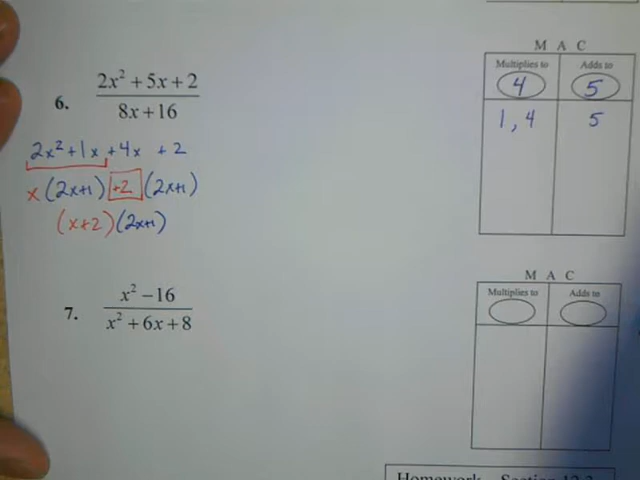 M A C
Multiplies to Adds to
4 5
1, 4 5
6. 2x² + 5x + 2
8x + 16
2x² + 1x + 4x + 2
x (2x+1) +2 (2x+1)
(x+2)(2x+1)
M A C
Multiplies to Adds to
7. x² − 16
x² + 6x + 8
Homework